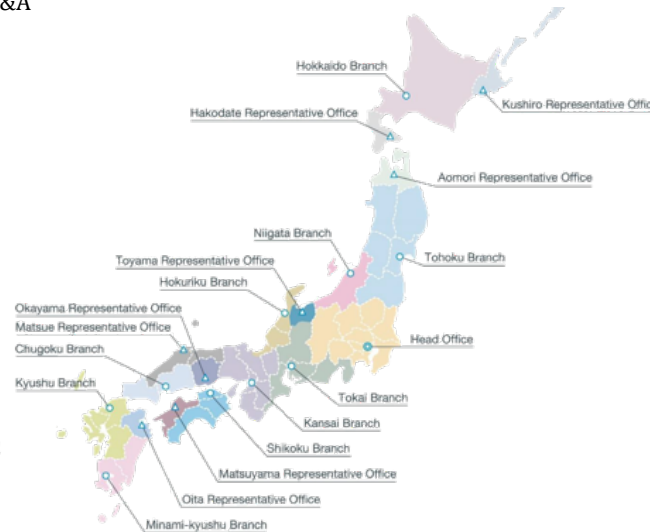 &A
Hokkaido Branch
Kushiro Representative
Hakodate Representative Office
Aomori Representative Office
Niigata Branch
Toyama Representative Office
Tohoku Branch
Hokuriku Branch
Okayama Representative Office
Matsue Representative Office
Head Office
Chugoku Branch
Kyushu Branch
Tokai Branch
Kansai Branch
Shikoku Branch
Matsuyama Representative Office
Oita Representative Office
Minami-kyushu Branch